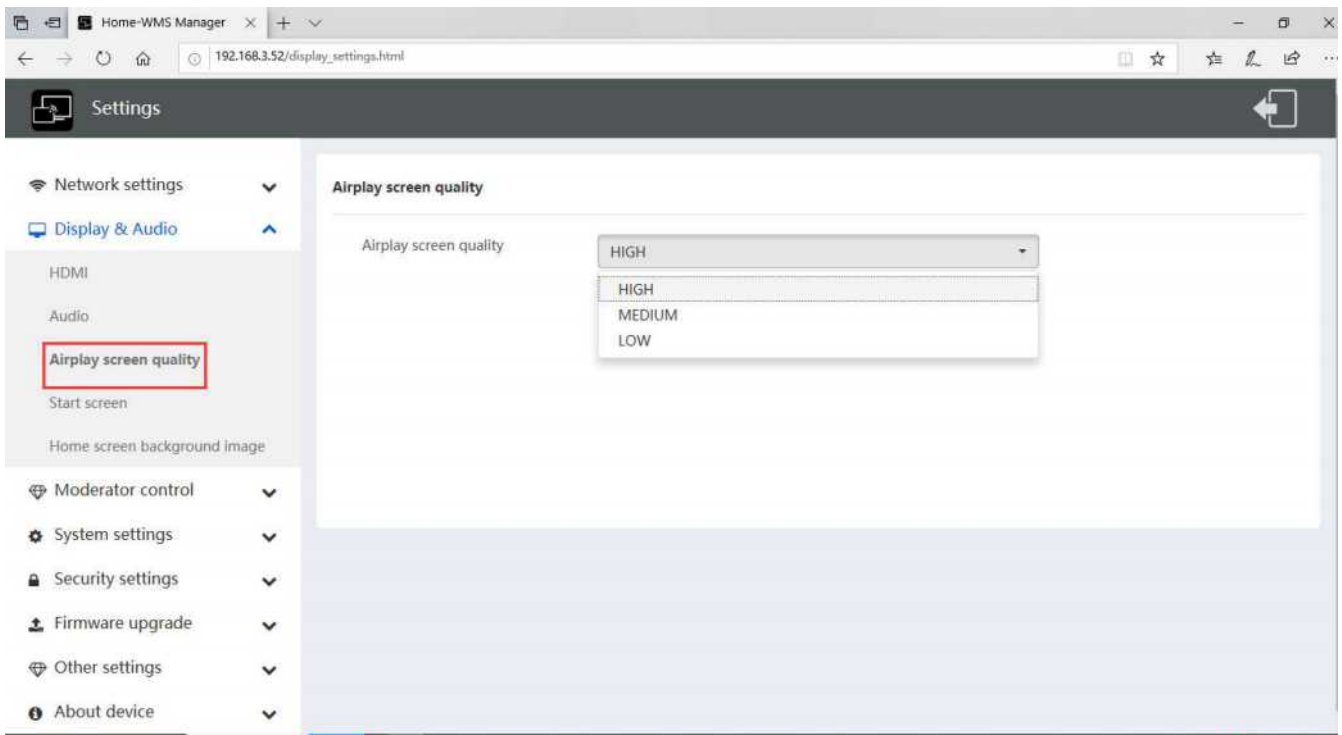 Home-WMS Manager
192.168.3.52/display_settings.html
Settings
Network settings
Display & Audio
HDMI
Audio
Airplay screen quality
Start screen
Home screen background image
Moderator control
System settings
Security settings
Firmware upgrade
Other settings
About device
Airplay screen quality
Airplay screen quality
HIGH
HIGH
MEDIUM
LOW